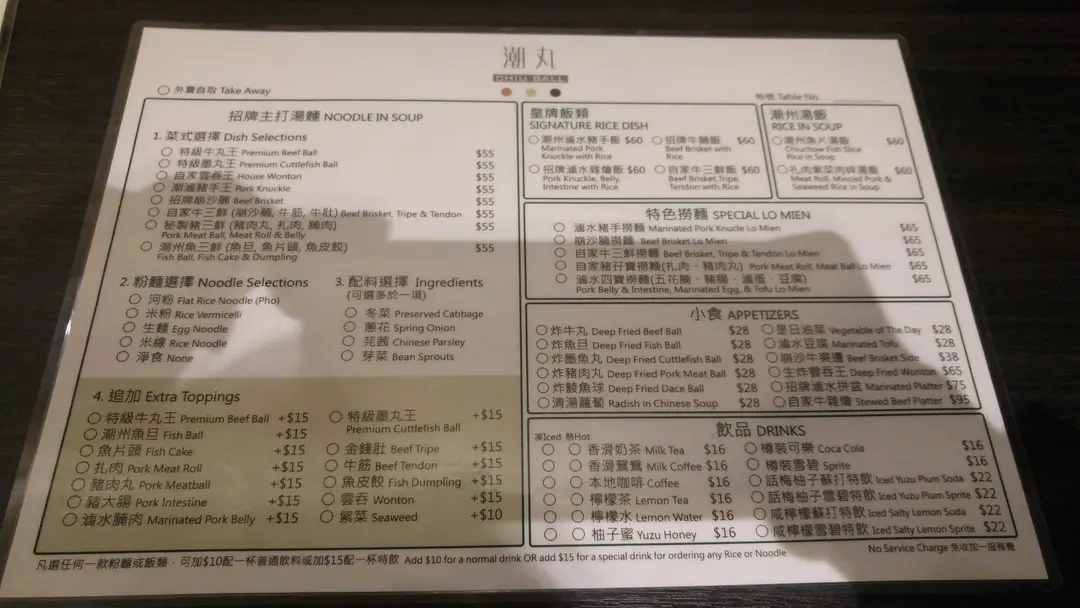 潮丸
CHIU BALL
外賣自取 Take Away
枱號 Table No.
招牌主打湯麵 NOODLE IN SOUP
1. 菜式選擇 Dish Selections
特級牛丸王 Premium Beef Ball $55
特級墨丸王 Premium Cuttlefish Ball $55
自家雲吞王 House Wonton $55
潮滷豬手王 Pork Knuckle $55
招牌崩沙腩 Beef Brisket $55
自家牛三鮮 (崩沙腩, 牛筋, 牛肚) Beef Brisket, Tripe & Tendon $55
秘製豬三鮮 (豬肉丸, 扎肉, 腩肉) $55
Pork Meat Ball, Meat Roll & Belly
潮州魚三鮮 (魚旦, 魚片頭, 魚皮餃) $55
Fish Ball, Fish Cake & Dumpling
2. 粉麵選擇 Noodle Selections
河粉 Flat Rice Noodle (Pho)
米粉 Rice Vermicelli
生麵 Egg Noodle
米線 Rice Noodle
淨食 None
3. 配料選擇 Ingredients
(可選多於一項)
冬菜 Preserved Cabbage
蔥花 Spring Onion
芫茜 Chinese Parsley
芽菜 Bean Sprouts
4. 追加 Extra Toppings
特級牛丸王 Premium Beef Ball +$15
潮州魚旦 Fish Ball +$15
魚片頭 Fish Cake +$15
扎肉 Pork Meat Roll +$15
豬肉丸 Pork Meatball +$15
豬大腸 Pork Intestine +$15
滷水腩肉 Marinated Pork Belly +$15
特級墨丸王 +$15
Premium Cuttlefish Ball
金錢肚 Beef Tripe +$15
牛筋 Beef Tendon +$15
魚皮餃 Fish Dumpling +$15
雲吞 Wonton +$15
紫菜 Seaweed +$10
皇牌飯類
SIGNATURE RICE DISH
潮州滷水豬手飯 $60
Marinated Pork
Knuckle with Rice
招牌牛腩飯 $60
Beef Brisket with
Rice
招牌滷水雜燴飯 $60
Pork Knuckle, Belly,
Intestine with Rice
自家牛三鮮飯 $60
Beef Brisket,Tripe,
Tendon with Rice
潮州湯飯
RICE IN SOUP
潮州魚片湯飯 $60
Chiuchow Fish Slice
Rice in Soup
扎肉紫菜肉碎湯飯 $60
Meat Roll, Minced Pork &
Seaweed Rice in Soup
特色撈麵 SPECIAL LO MIEN
滷水豬手撈麵 Marinated Pork Knucle Lo Mien $65
崩沙腩撈麵 Beef Brisket Lo Mien $65
自家牛三鮮撈麵 Beef Brisket, Tripe & Tendon Lo Mien $65
自家豬孖寶撈麵(扎肉、豬肉丸) Pork Meat Roll, Meat Ball Lo Mien $65
滷水四寶撈麵(五花腩、豬腸、滷蛋、豆腐) $65
Pork Belly & Intestine, Marinated Egg, & Tofu Lo Mien
小食 APPETIZERS
炸牛丸 Deep Fried Beef Ball $28
炸魚旦 Deep Fried Fish Ball $28
炸墨魚丸 Deep Fried Cuttlefish Ball $28
炸豬肉丸 Deep Fried Pork Meat Ball $28
炸鯪魚球 Deep Fried Dace Ball $28
清湯蘿蔔 Radish in Chinese Soup $28
是日油菜 Vegetable of The Day $28
滷水豆腐 Marinated Tofu $28
崩沙牛爽邊 Beef Brisket Side $38
生炸雲吞王 Deep Fried Wonton $65
招牌滷水拼盆 Marinated Platter $75
自家牛雜燴 Stewed Beef Platter $95
飲品 DRINKS
凍Iced 熱Hot
香滑奶茶 Milk Tea $16
香滑鴛鴦 Milk Coffee $16
本地咖啡 Coffee $16
檸檬茶 Lemon Tea $16
檸檬水 Lemon Water $16
柚子蜜 Yuzu Honey $16
樽裝可樂 Coca Cola $16
樽裝雪碧 Sprite $16
話梅柚子蘇打特飲 Iced Yuzu Plum Soda $22
話梅柚子雪碧特飲 Iced Yuzu Plum Sprite $22
咸檸檬蘇打特飲 Iced Salty Lemon Soda $22
咸檸檬雪碧特飲 Iced Salty Lemon Sprite $22
凡選任何一款粉麵或飯類，可加$10配一杯普通飲料或加$15配一杯特飲 Add $10 for a normal drink OR add $15 for a special drink for ordering any Rice or Noodle
No Service Charge 免收加一服務費